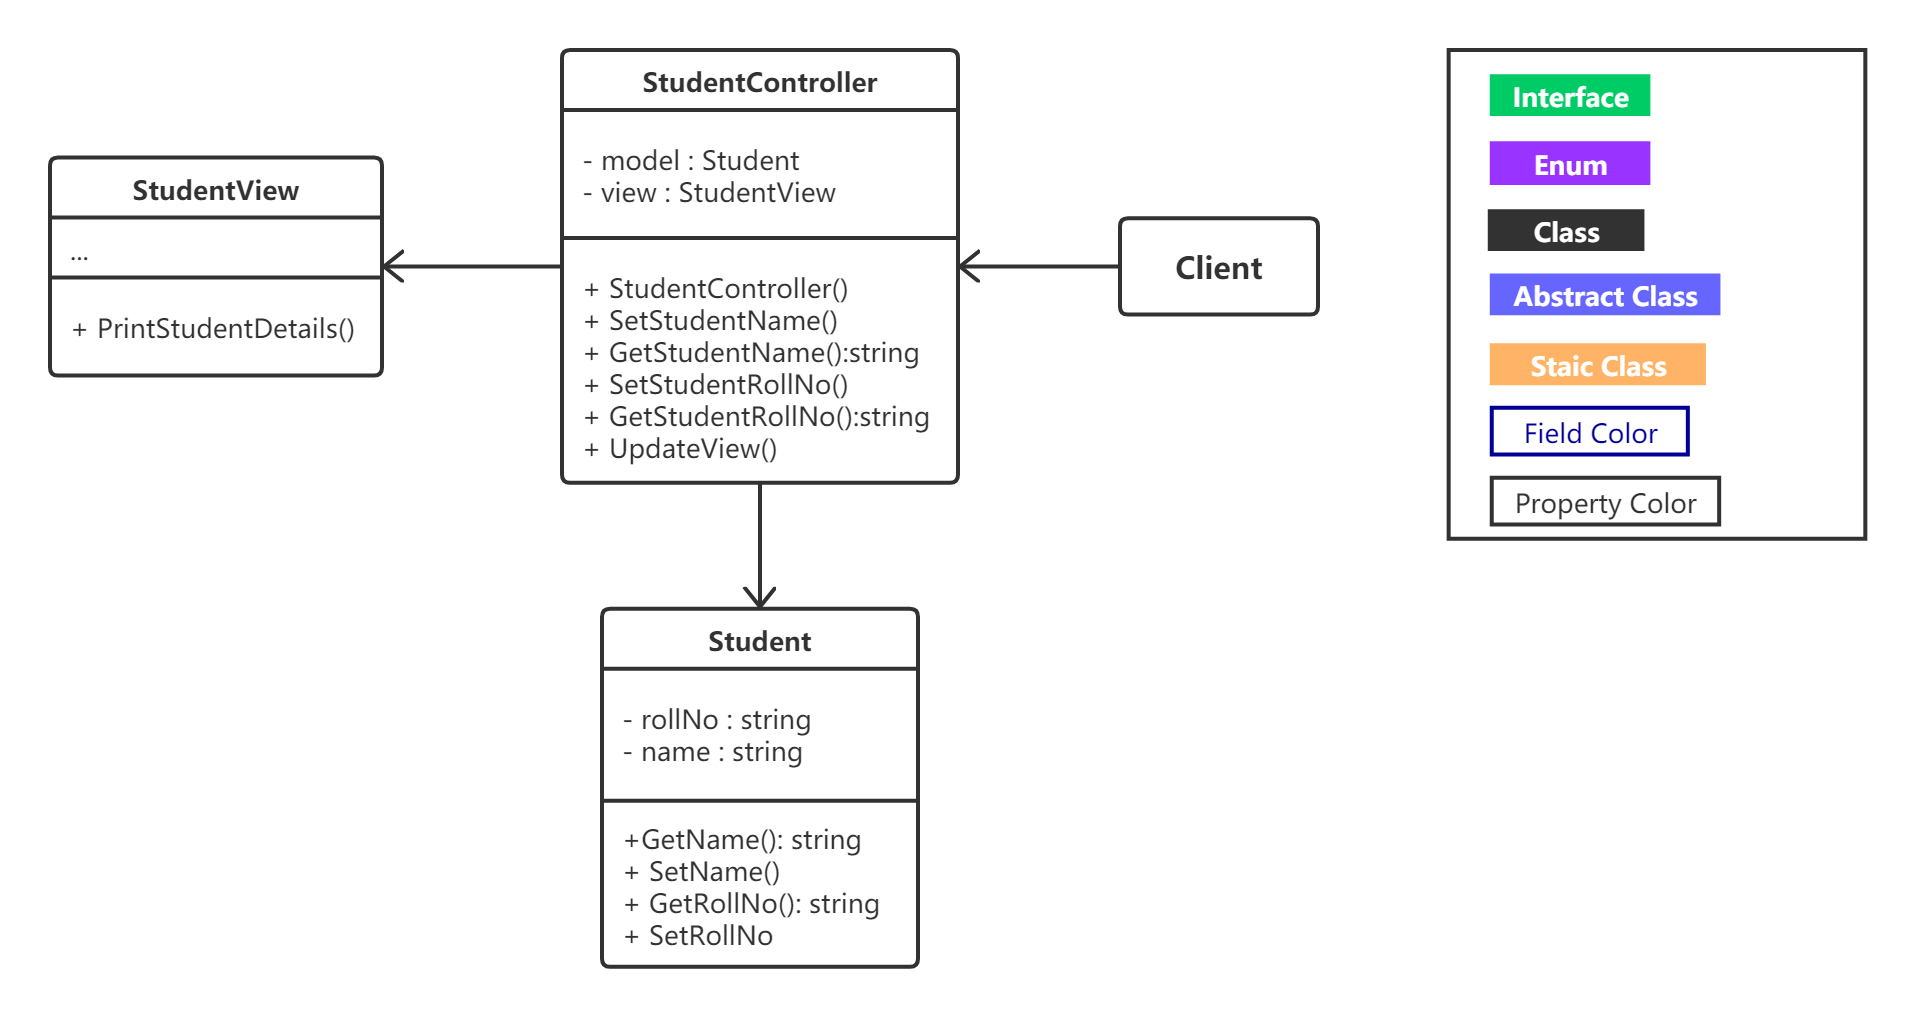 StudentView
...
+ PrintStudentDetails()
StudentController
- model : Student
- view : StudentView
+ StudentController()
+ SetStudentName()
+ GetStudentName():string
+ SetStudentRollNo()
+ GetStudentRollNo():string
+ UpdateView()
Client
Student
- rollNo : string
- name : string
+GetName(): string
+ SetName()
+ GetRollNo(): string
+ SetRollNo
Interface
Enum
Class
Abstract Class
Staic Class
Field Color
Property Color